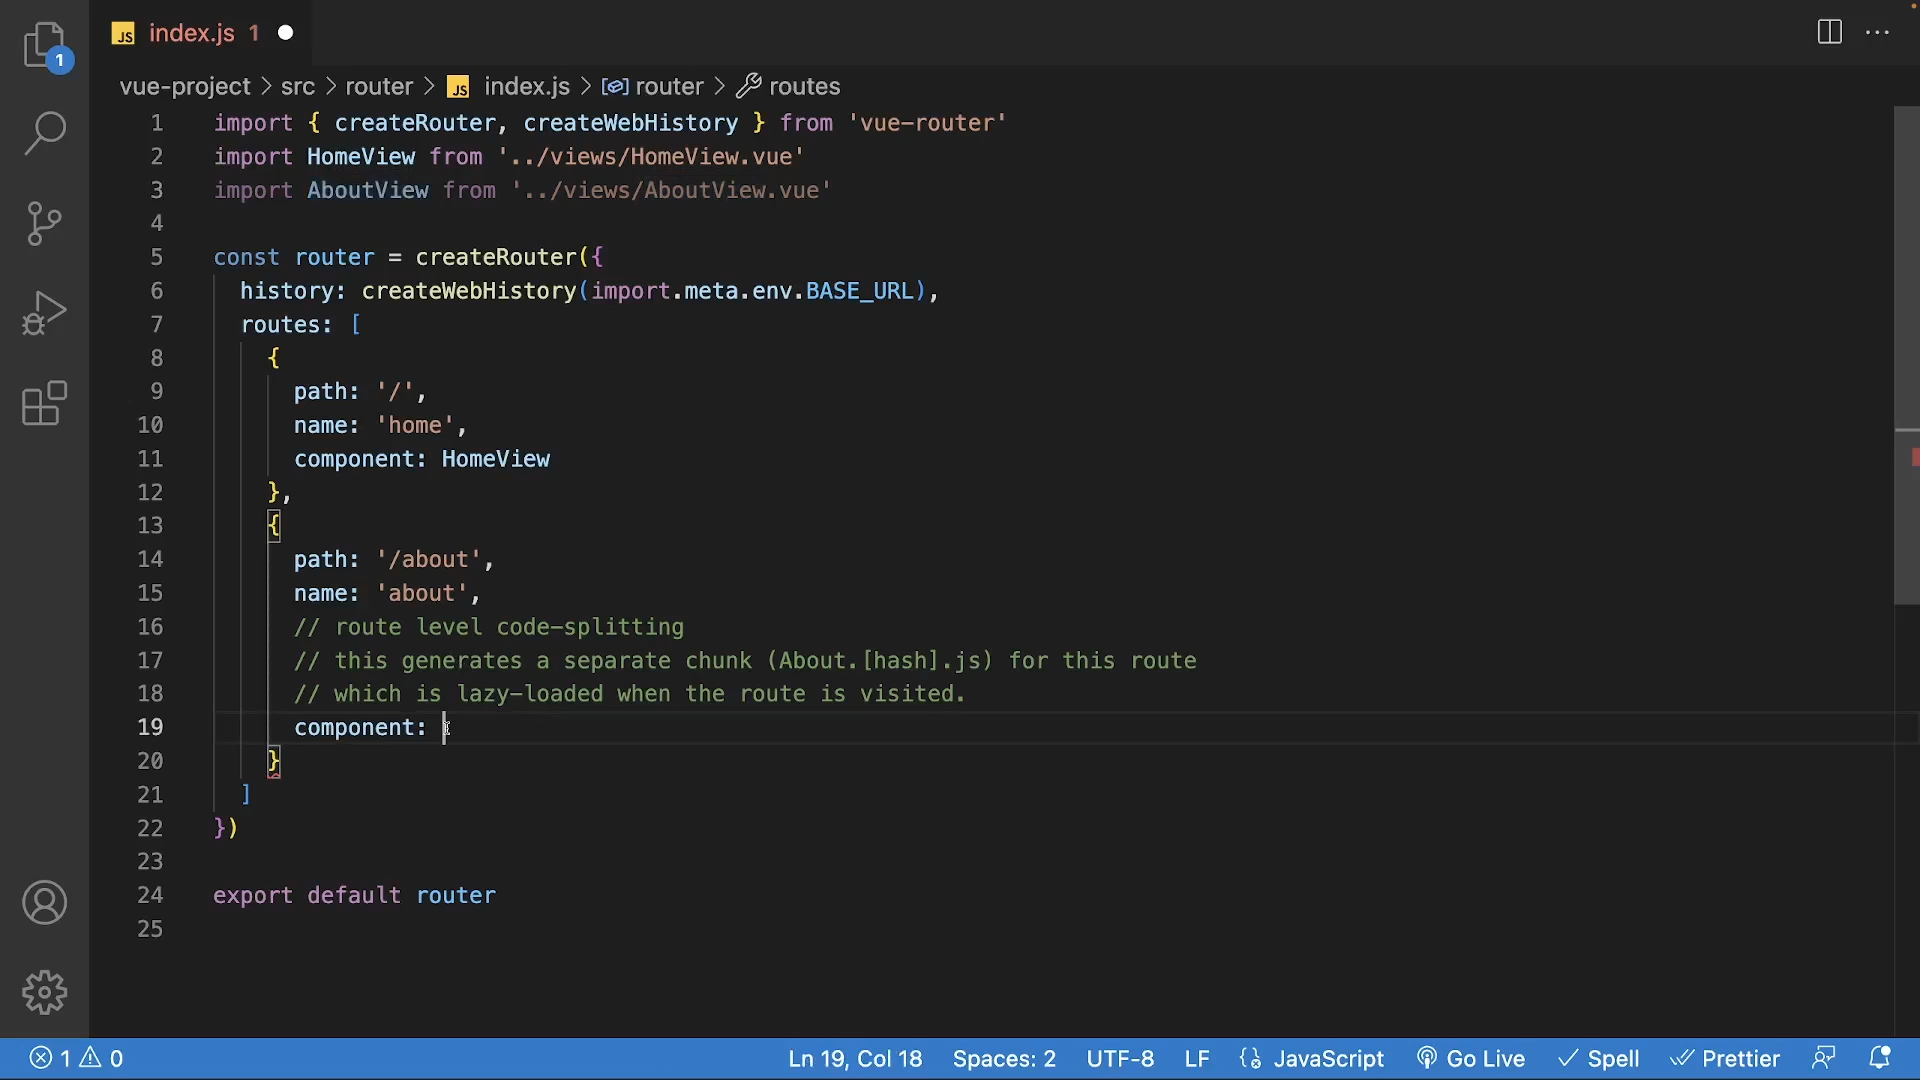 JS index.js 1
1
vue-project > src > router > JS index.js > router > routes
1 import { createRouter, createWebHistory } from 'vue-router'
2 import HomeView from '../views/HomeView.vue'
3 import AboutView from '../views/AboutView.vue'
4
5 const router = createRouter({
6 history: createWebHistory(import.meta.env.BASE_URL),
7 routes: [
8 {
9 path: '/',
10 name: 'home',
11 component: HomeView
12 },
13 {
14 path: '/about',
15 name: 'about',
16 // route level code-splitting
17 // this generates a separate chunk (About.[hash].js) for this route
18 // which is lazy-loaded when the route is visited.
19 component:
20 }
21 ]
22 })
23
24 export default router
25
1 0 Ln 19, Col 18 Spaces: 2 UTF-8 LF JavaScript Go Live Spell Prettier